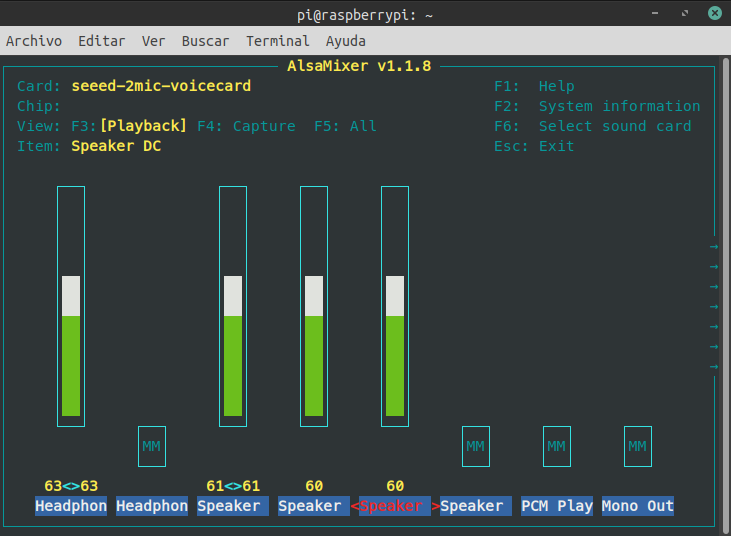 pi@raspberrypi: ~
Archivo Editar Ver Buscar Terminal Ayuda
AlsaMixer v1.1.8
Card: seeed-2mic-voicecard F1: Help
Chip: F2: System information
View: F3:[Playback] F4: Capture F5: All F6: Select sound card
Item: Speaker DC Esc: Exit
→
→
→
→
→
→
→
MM MM MM MM
63<>63 61<>61 60 60
Headphon Headphon Speaker Speaker <Speaker >Speaker PCM Play Mono Out